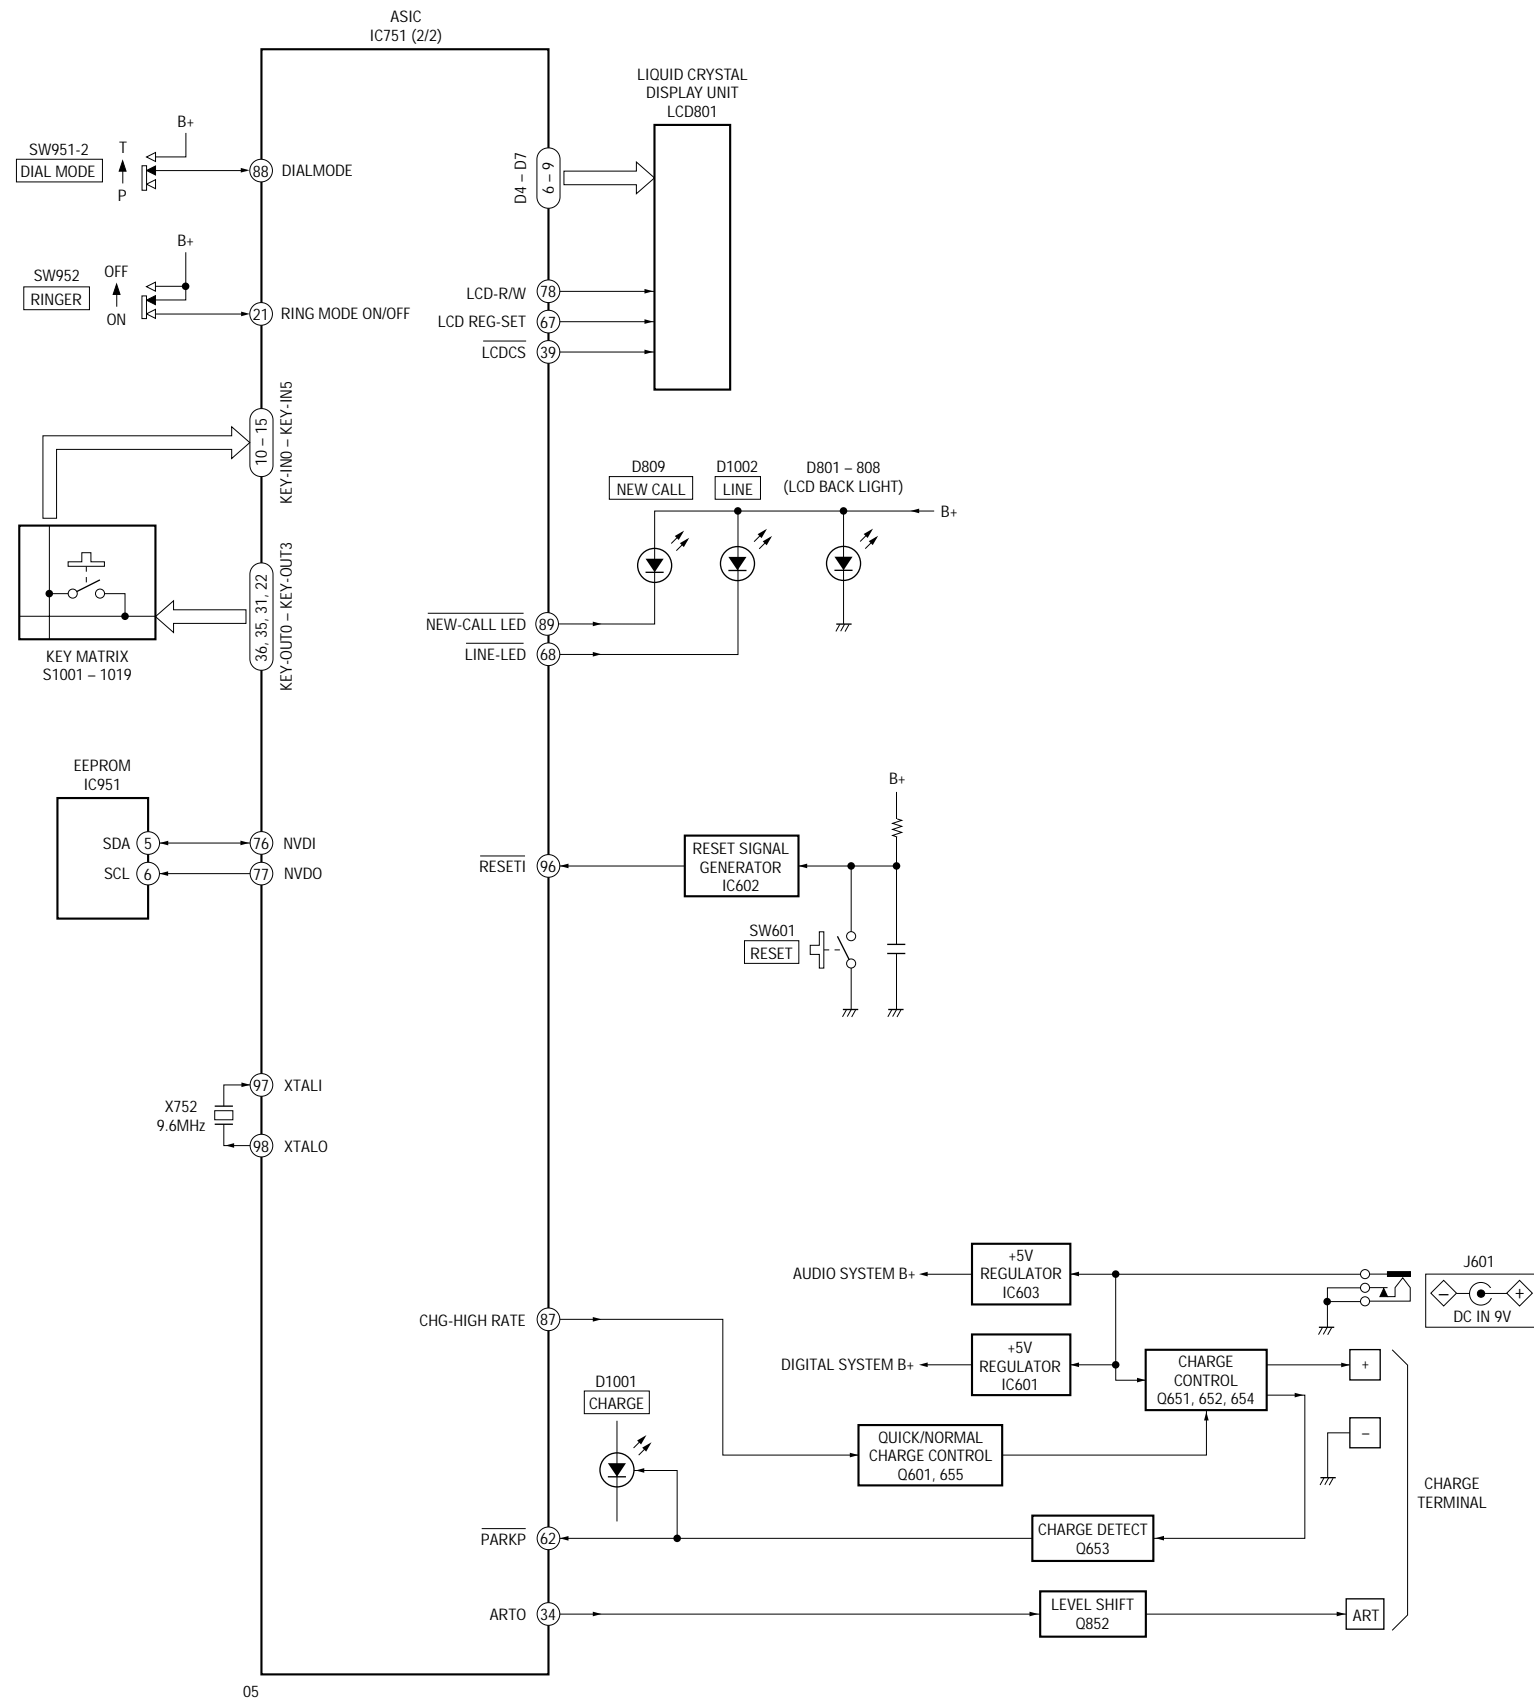 ASIC
IC751 (2/2)
LIQUID CRYSTAL
DISPLAY UNIT
LCD801
B+
SW951-2
DIAL MODE
T
P
88
DIALMODE
D4 – D7
6 – 9
B+
SW952
RINGER
OFF
ON
21
RING MODE ON/OFF
LCD-R/W
78
LCD REG-SET
67
LCDCS
39
10 – 15
KEY-IN0 – KEY-IN5
D809
NEW CALL
D1002
LINE
D801 – 808
(LCD BACK LIGHT)
B+
36, 35, 31, 22
KEY-OUT0 – KEY-OUT3
KEY MATRIX
S1001 – 1019
NEW-CALL LED
89
LINE-LED
68
EEPROM
IC951
SDA
5
76
NVDI
SCL
6
77
NVDO
B+
RESETI
96
RESET SIGNAL
GENERATOR
IC602
SW601
RESET
X752
9.6MHz
97
XTALI
98
XTALO
AUDIO SYSTEM B+
+5V
REGULATOR
IC603
J601
–
+
DC IN 9V
CHG-HIGH RATE
87
DIGITAL SYSTEM B+
+5V
REGULATOR
IC601
CHARGE
CONTROL
Q651, 652, 654
+
–
D1001
CHARGE
QUICK/NORMAL
CHARGE CONTROL
Q601, 655
CHARGE
TERMINAL
PARKP
62
CHARGE DETECT
Q653
ARTO
34
LEVEL SHIFT
Q852
ART
05